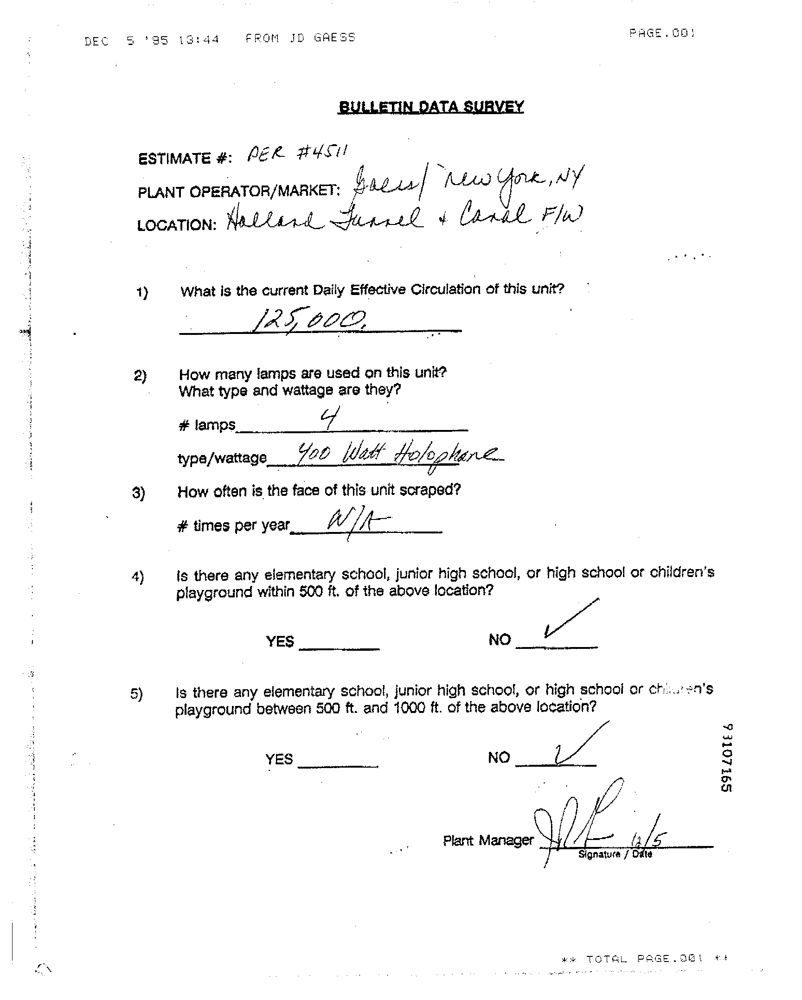 DEC 5 '95 13:44 FROM JD GAESS PAGE.001
BULLETIN DATA SURVEY
ESTIMATE #: PER #4511
PLANT OPERATOR/MARKET: Gaess/ New York, NY
LOCATION: Holland Tunnel + Canal F/W
1) What is the current Daily Effective Circulation of this unit?
125,000.
2) How many lamps are used on this unit?
What type and wattage are they?
# lamps 4
type/wattage 400 Watt Holophane
3) How often is the face of this unit scraped?
# times per year N/A
4) Is there any elementary school, junior high school, or high school or children's
playground within 500 ft. of the above location?
YES NO ✓
5) Is there any elementary school, junior high school, or high school or children's
playground between 500 ft. and 1000 ft. of the above location?
YES NO ✓
93107165
Plant Manager 12/5
Signature / Date
** TOTAL PAGE.001 **